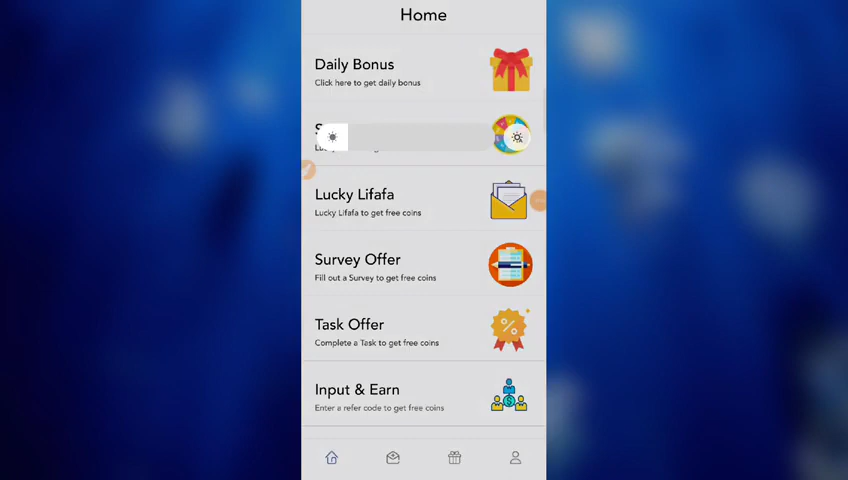 Home
Daily Bonus
Click here to get daily bonus
Lucky Lifafa
Lucky Lifafa to get free coins
Survey Offer
Fill out a Survey to get free coins
Task Offer
Complete a Task to get free coins
Input & Earn
Enter a refer code to get free coins